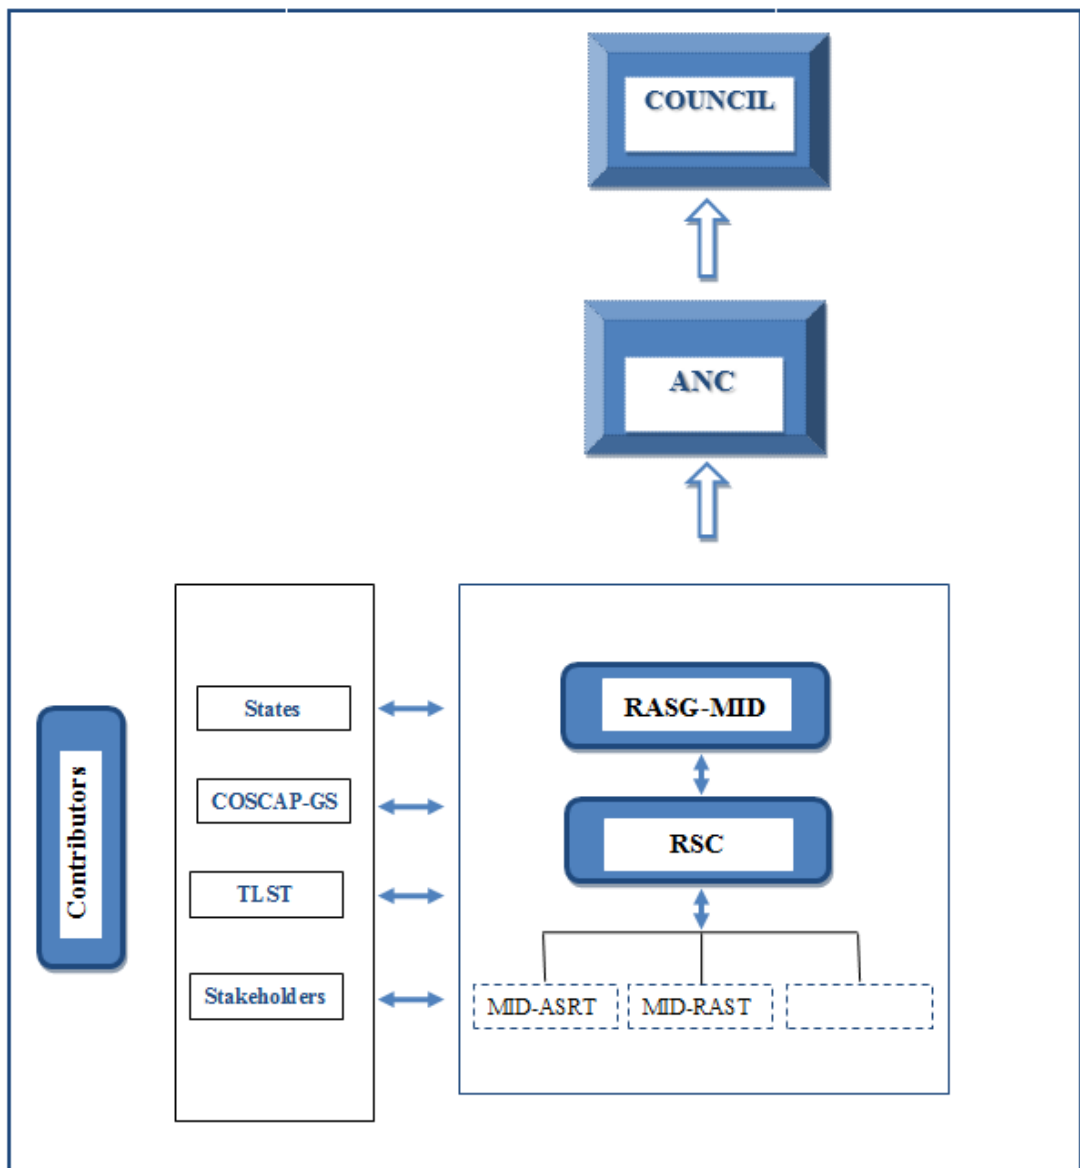 COUNCIL
ANC
Contributors
States
COSCAP-GS
TLST
Stakeholders
RASG-MID
RSC
MID-ASRT
MID-RAST